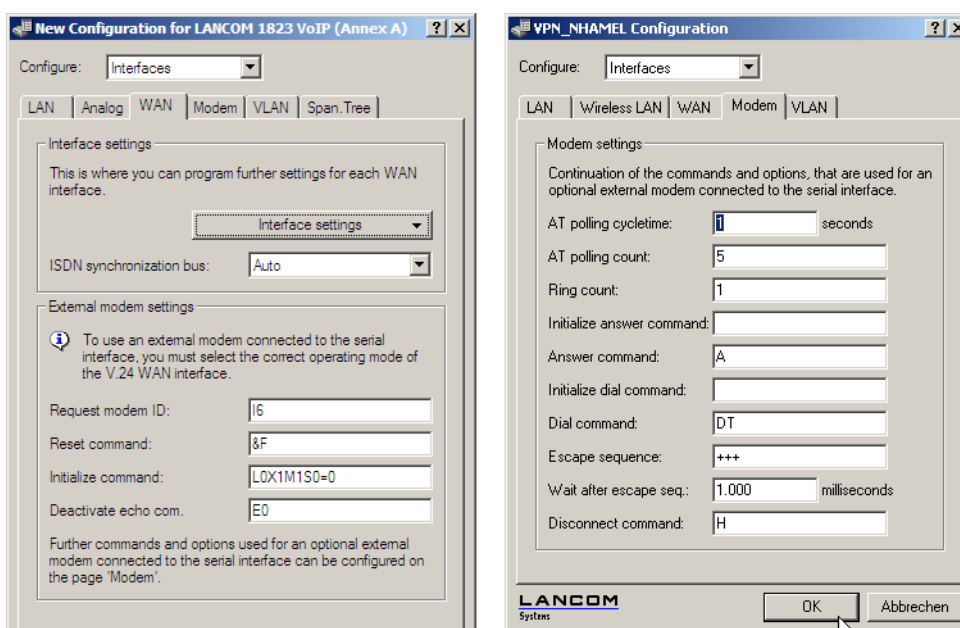 New Configuration for LANCOM 1823 VoIP (Annex A)
Configure: Interfaces
LAN Analog WAN Modem VLAN Span.Tree
Interface settings
This is where you can program further settings for each WAN
interface.
Interface settings
ISDN synchronization bus: Auto
External modem settings
To use an external modem connected to the serial
interface, you must select the correct operating mode of
the V.24 WAN interface.
Request modem ID: I6
Reset command: &F
Initialize command: L0X1M1S0=0
Deactivate echo com. E0
Further commands and options used for an optional external
modem connected to the serial interface can be configured on
the page 'Modem'.
VPN_NHAMEL Configuration
Configure: Interfaces
LAN Wireless LAN WAN Modem VLAN
Modem settings
Continuation of the commands and options, that are used for an
optional external modem connected to the serial interface.
AT polling cycletime: 1 seconds
AT polling count: 5
Ring count: 1
Initialize answer command:
Answer command: A
Initialize dial command:
Dial command: DT
Escape sequence: +++
Wait after escape seq.: 1.000 milliseconds
Disconnect command: H
LANCOM
Systems
OK Abbrechen